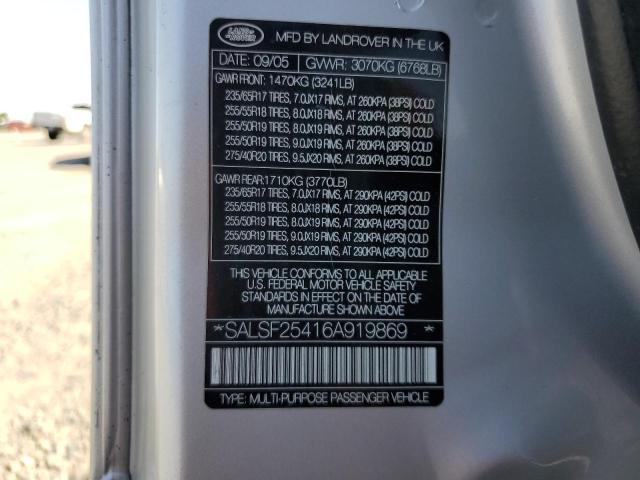 LAND ROVER
MFD BY LANDROVER IN THE UK
DATE: 09/05 GVWR: 3070KG (6768LB)
GAWR FRONT: 1470KG (3241LB)
235/65R17 TIRES, 7.0JX17 RIMS, AT 260KPA (38PSI) COLD
255/55R18 TIRES, 8.0JX18 RIMS, AT 260KPA (38PSI) COLD
255/50R19 TIRES, 8.0JX19 RIMS, AT 260KPA (38PSI) COLD
255/50R19 TIRES, 9.0JX19 RIMS, AT 260KPA (38PSI) COLD
275/40R20 TIRES, 9.5JX20 RIMS, AT 260KPA (38PSI) COLD
GAWR REAR: 1710KG (3770LB)
235/65R17 TIRES, 7.0JX17 RIMS, AT 290KPA (42PSI) COLD
255/55R18 TIRES, 8.0JX18 RIMS, AT 290KPA (42PSI) COLD
255/50R19 TIRES, 8.0JX19 RIMS, AT 290KPA (42PSI) COLD
255/50R19 TIRES, 9.0JX19 RIMS, AT 290KPA (42PSI) COLD
275/40R20 TIRES, 9.5JX20 RIMS, AT 290KPA (42PSI) COLD
THIS VEHICLE CONFORMS TO ALL APPLICABLE
U.S. FEDERAL MOTOR VEHICLE SAFETY
STANDARDS IN EFFECT ON THE DATE OF
MANUFACTURE SHOWN ABOVE
*SALSF25416A919869*
TYPE: MULTI-PURPOSE PASSENGER VEHICLE